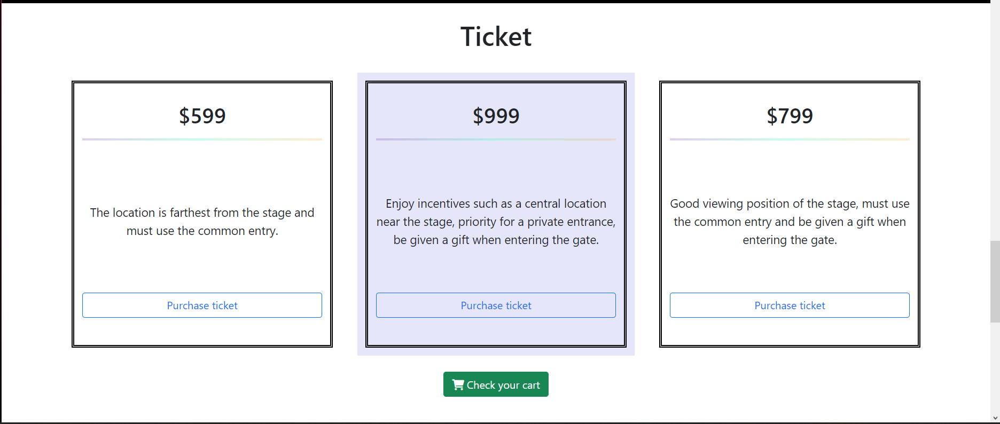 Ticket
$599
The location is farthest from the stage and
must use the common entry.
Purchase ticket
$999
Enjoy incentives such as a central location
near the stage, priority for a private entrance,
be given a gift when entering the gate.
Purchase ticket
$799
Good viewing position of the stage, must use
the common entry and be given a gift when
entering the gate.
Purchase ticket
Check your cart